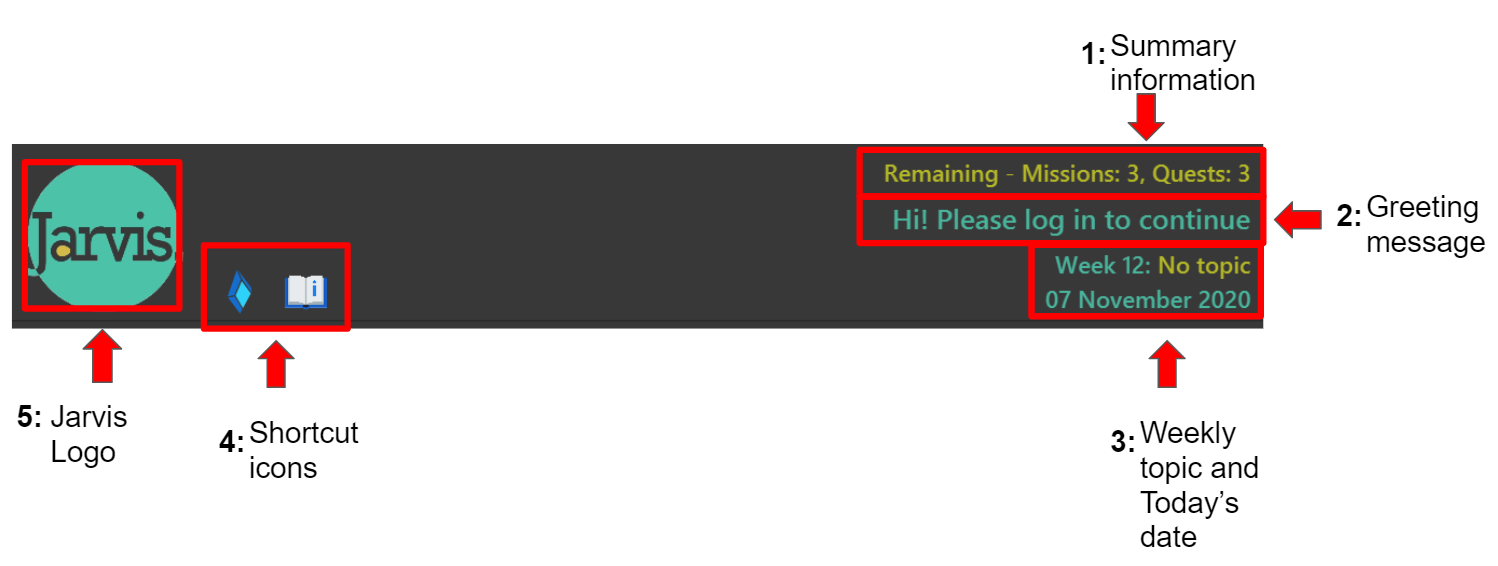 1: Summary
information
Remaining - Missions: 3, Quests: 3
Hi! Please log in to continue
2: Greeting
message
Week 12: No topic
07 November 2020
Jarvis
i
5: Jarvis
Logo
4: Shortcut
icons
3: Weekly
topic and
Today's
date